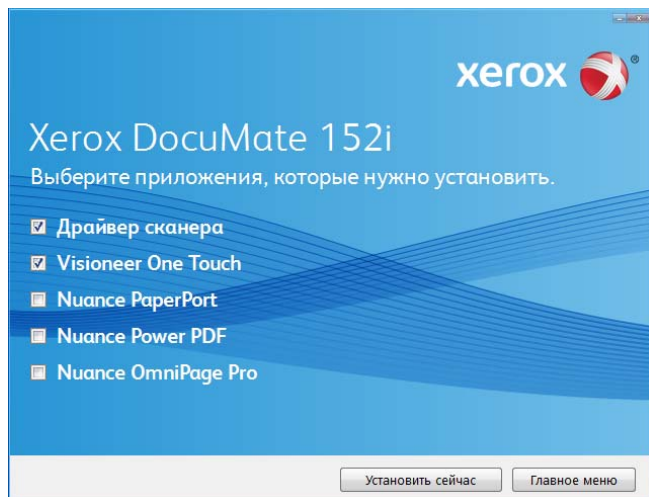 xerox ®
Xerox DocuMate 152i
Выберите приложения, которые нужно установить.
Драйвер сканера
Visioneer One Touch
Nuance PaperPort
Nuance Power PDF
Nuance OmniPage Pro
Установить сейчас
Главное меню